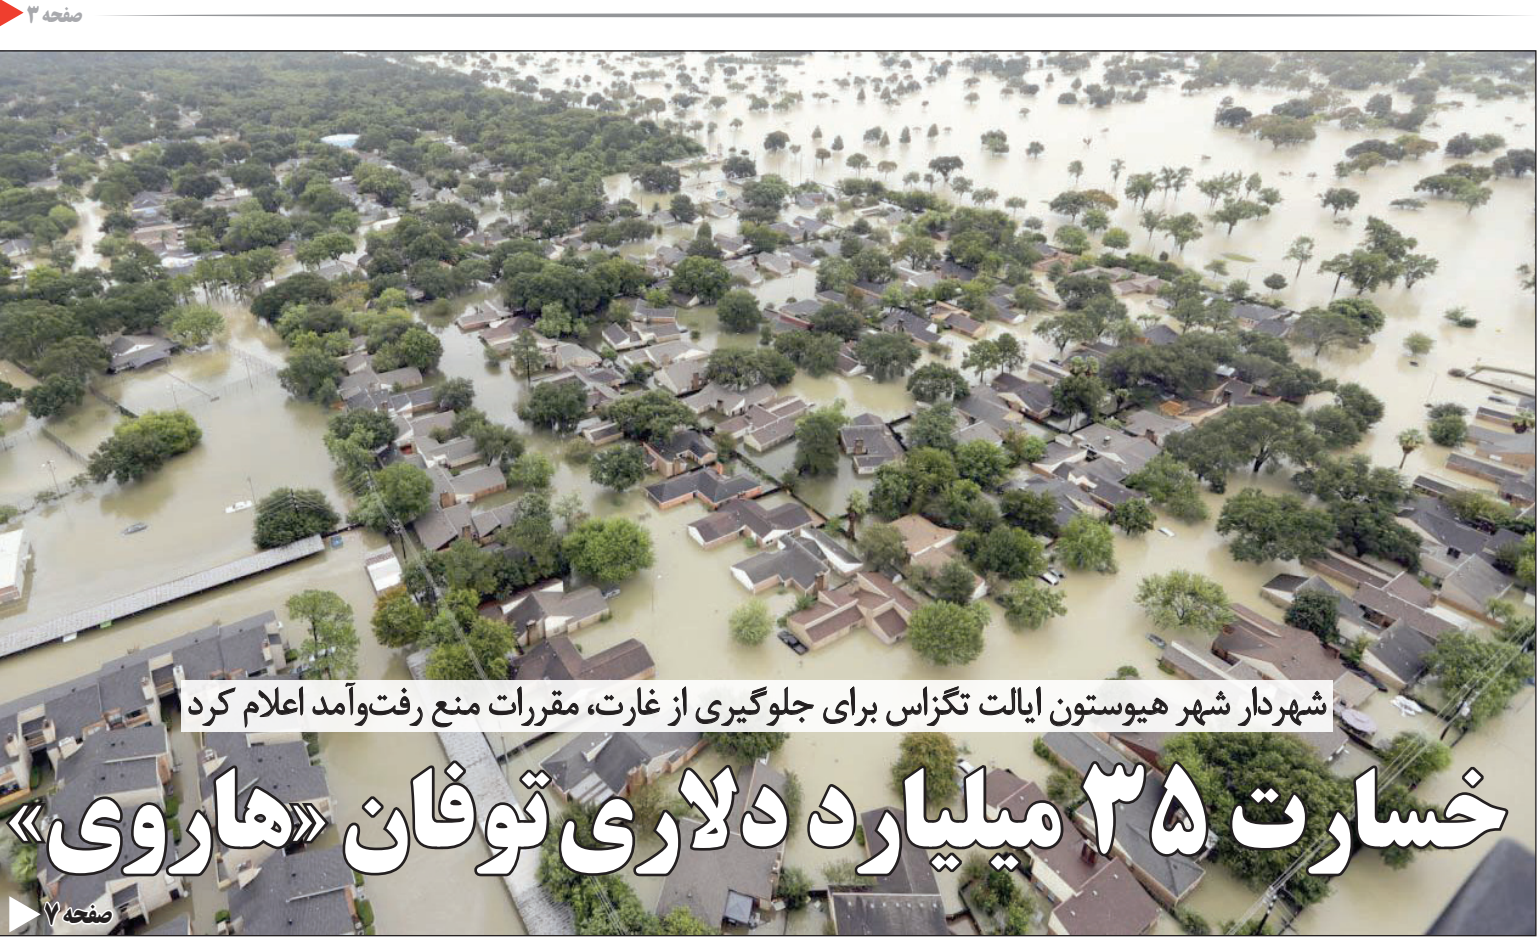 صفحه ۳
شهردار شهر هیوستون ایالت تگزاس برای جلوگیری از غارت، مقررات منع رفت‌وآمد اعلام کرد
خسارت ۳۵ میلیارد دلاری توفان «هاروی»
صفحه ۷